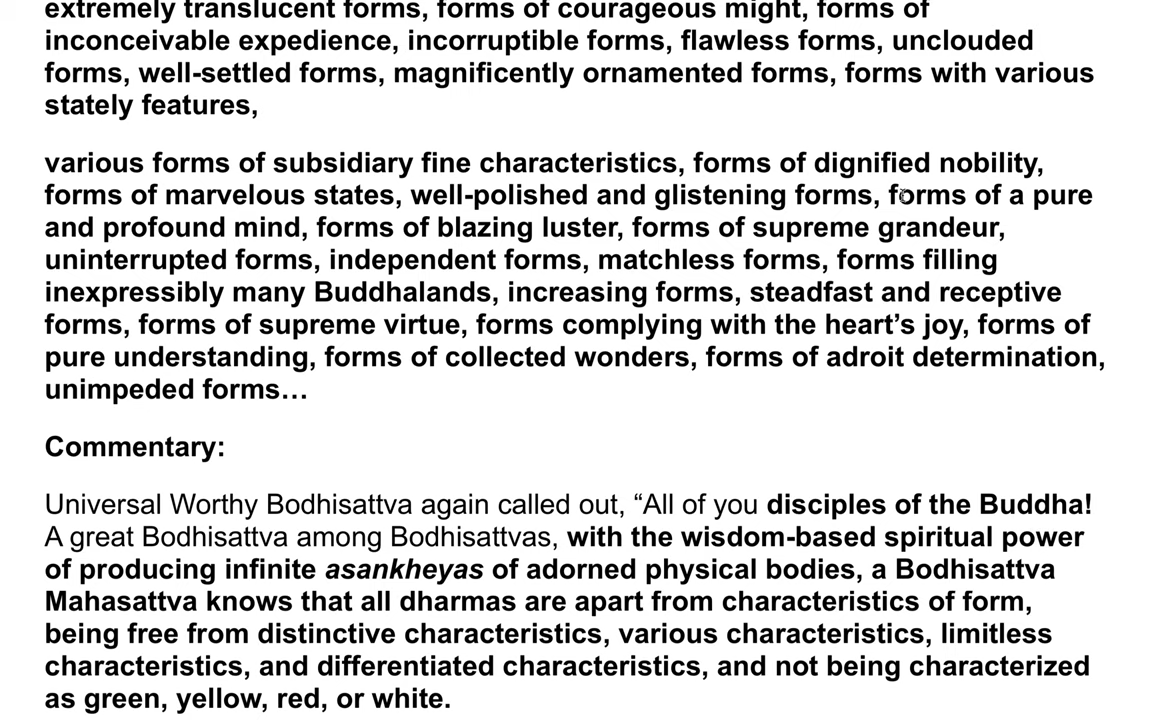 extremely translucent forms, forms of courageous might, forms of
inconceivable expedience, incorruptible forms, flawless forms, unclouded
forms, well-settled forms, magnificently ornamented forms, forms with various
stately features,
various forms of subsidiary fine characteristics, forms of dignified nobility,
forms of marvelous states, well-polished and glistening forms, forms of a pure
and profound mind, forms of blazing luster, forms of supreme grandeur,
uninterrupted forms, independent forms, matchless forms, forms filling
inexpressibly many Buddhalands, increasing forms, steadfast and receptive
forms, forms of supreme virtue, forms complying with the heart’s joy, forms of
pure understanding, forms of collected wonders, forms of adroit determination,
unimpeded forms…
Commentary:
Universal Worthy Bodhisattva again called out, “All of you disciples of the Buddha!
A great Bodhisattva among Bodhisattvas, with the wisdom-based spiritual power
of producing infinite asankheyas of adorned physical bodies, a Bodhisattva
Mahasattva knows that all dharmas are apart from characteristics of form,
being free from distinctive characteristics, various characteristics, limitless
characteristics, and differentiated characteristics, and not being characterized
as green, yellow, red, or white.